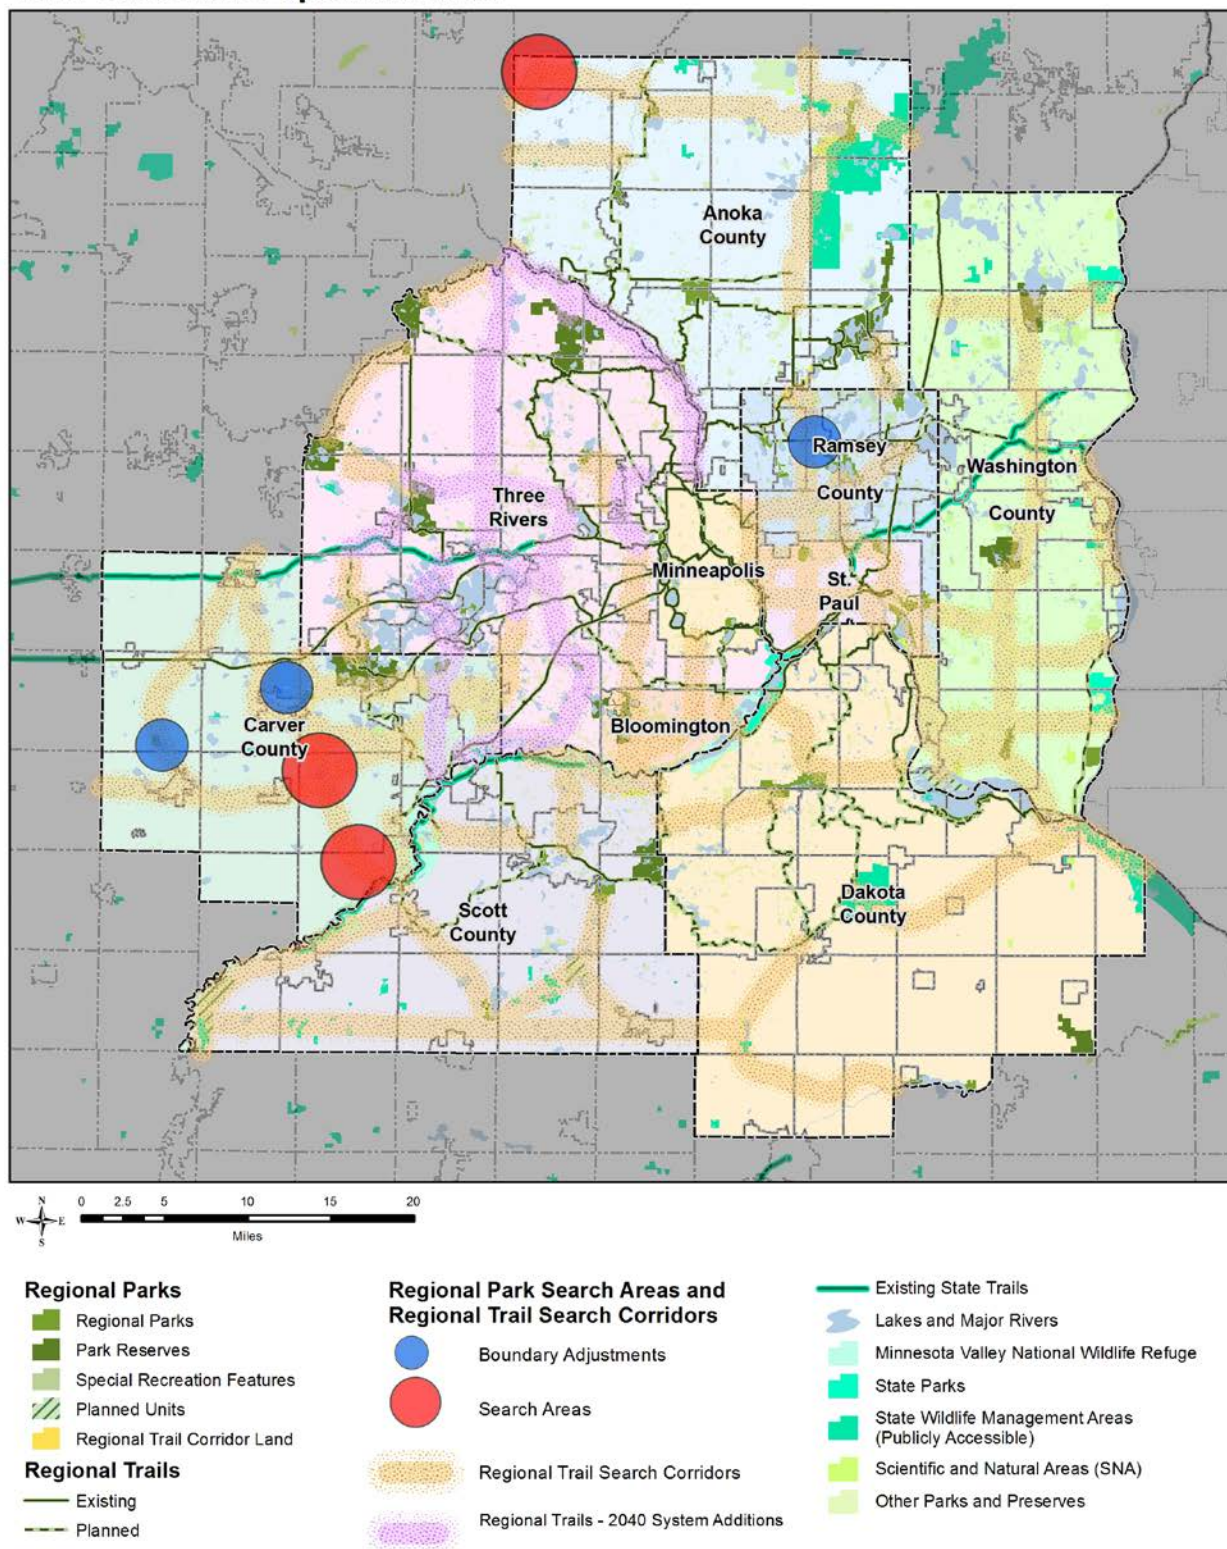 Anoka
County
Ramsey
County
Washington
County
Three
Rivers
Minneapolis
St.
Paul
Carver
County
Bloomington
Scott
County
Dakota
County
N
W E
S
0 2.5 5 10 15 20
Miles
Regional Parks
Regional Parks
Park Reserves
Special Recreation Features
Planned Units
Regional Trail Corridor Land
Regional Trails
Existing
Planned
Regional Park Search Areas and
Regional Trail Search Corridors
Boundary Adjustments
Search Areas
Regional Trail Search Corridors
Regional Trails - 2040 System Additions
Existing State Trails
Lakes and Major Rivers
Minnesota Valley National Wildlife Refuge
State Parks
State Wildlife Management Areas
(Publicly Accessible)
Scientific and Natural Areas (SNA)
Other Parks and Preserves